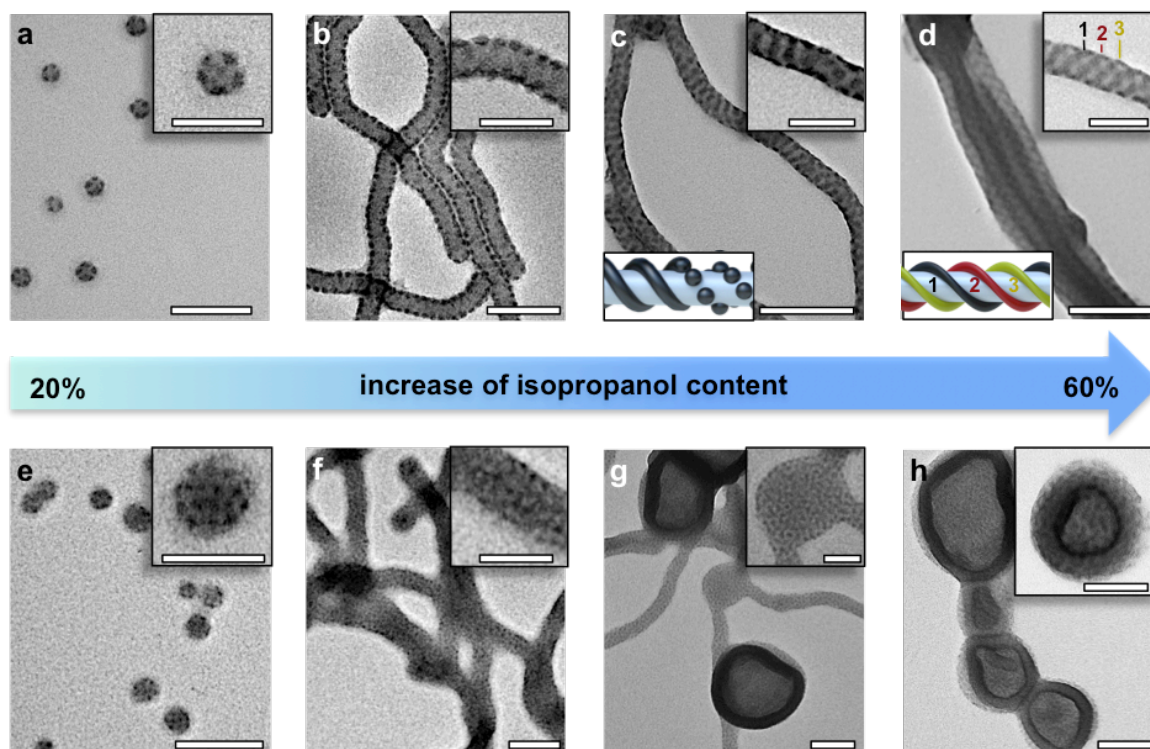 a
b
c
d
1 2 3
1 2 3
20% increase of isopropanol content 60%
e
f
g
h